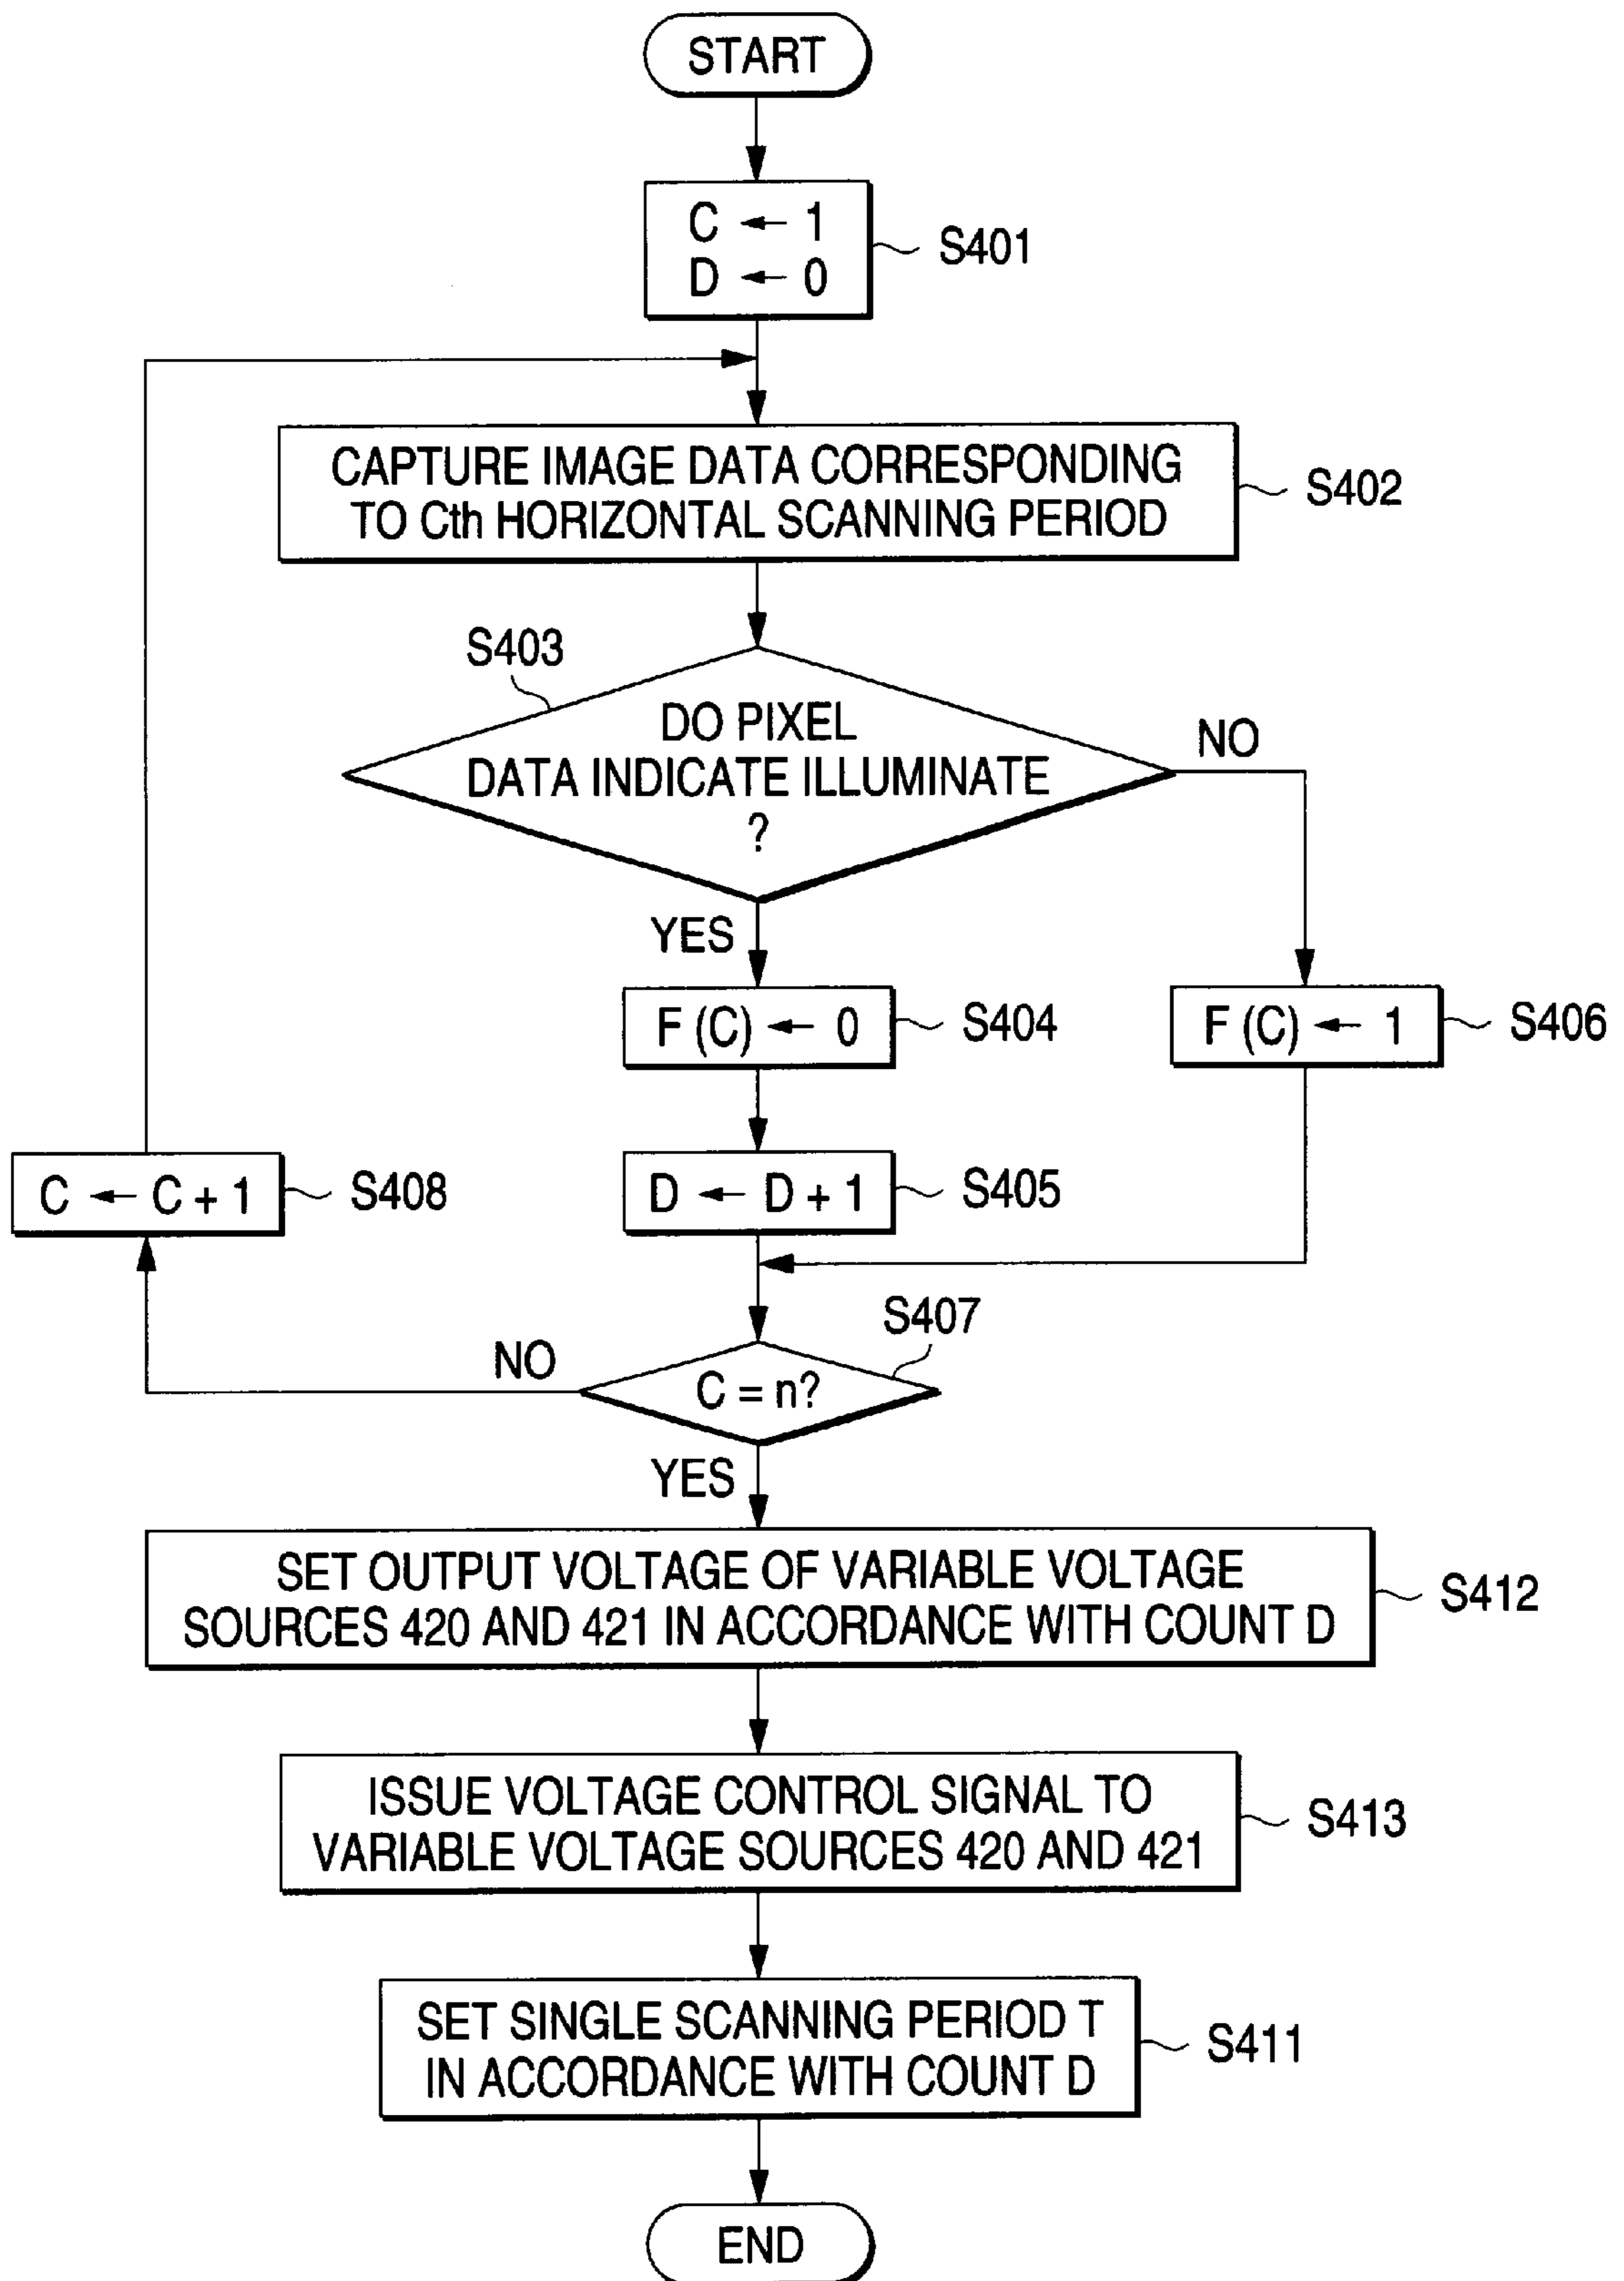 START
C ← 1
D ← 0
S401
CAPTURE IMAGE DATA CORRESPONDING
TO Cth HORIZONTAL SCANNING PERIOD
S402
S403
DO PIXEL
DATA INDICATE ILLUMINATE
?
NO
YES
F (C) ← 0
S404
F (C) ← 1
S406
D ← D + 1
S405
C ← C + 1
S408
S407
C = n?
NO
YES
SET OUTPUT VOLTAGE OF VARIABLE VOLTAGE
SOURCES 420 AND 421 IN ACCORDANCE WITH COUNT D
S412
ISSUE VOLTAGE CONTROL SIGNAL TO
VARIABLE VOLTAGE SOURCES 420 AND 421
S413
SET SINGLE SCANNING PERIOD T
IN ACCORDANCE WITH COUNT D
S411
END